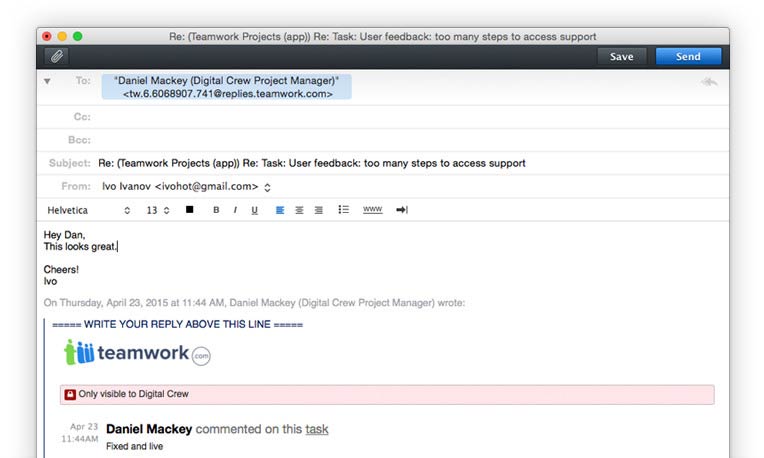 Re: (Teamwork Projects (app)) Re: Task: User feedback: too many steps to access support
Save Send
To: "Daniel Mackey (Digital Crew Project Manager)"
<tw.6.6068907.741@replies.teamwork.com>
Cc:
Bcc:
Subject: Re: (Teamwork Projects (app)) Re: Task: User feedback: too many steps to access support
From: Ivo Ivanov <ivohot@gmail.com>
Helvetica 13 B I U www
Hey Dan,
This looks great.
Cheers!
Ivo
On Thursday, April 23, 2015 at 11:44 AM, Daniel Mackey (Digital Crew Project Manager) wrote:
===== WRITE YOUR REPLY ABOVE THIS LINE =====
teamwork.com
Only visible to Digital Crew
Apr 23 Daniel Mackey commented on this task
11:44AM Fixed and live